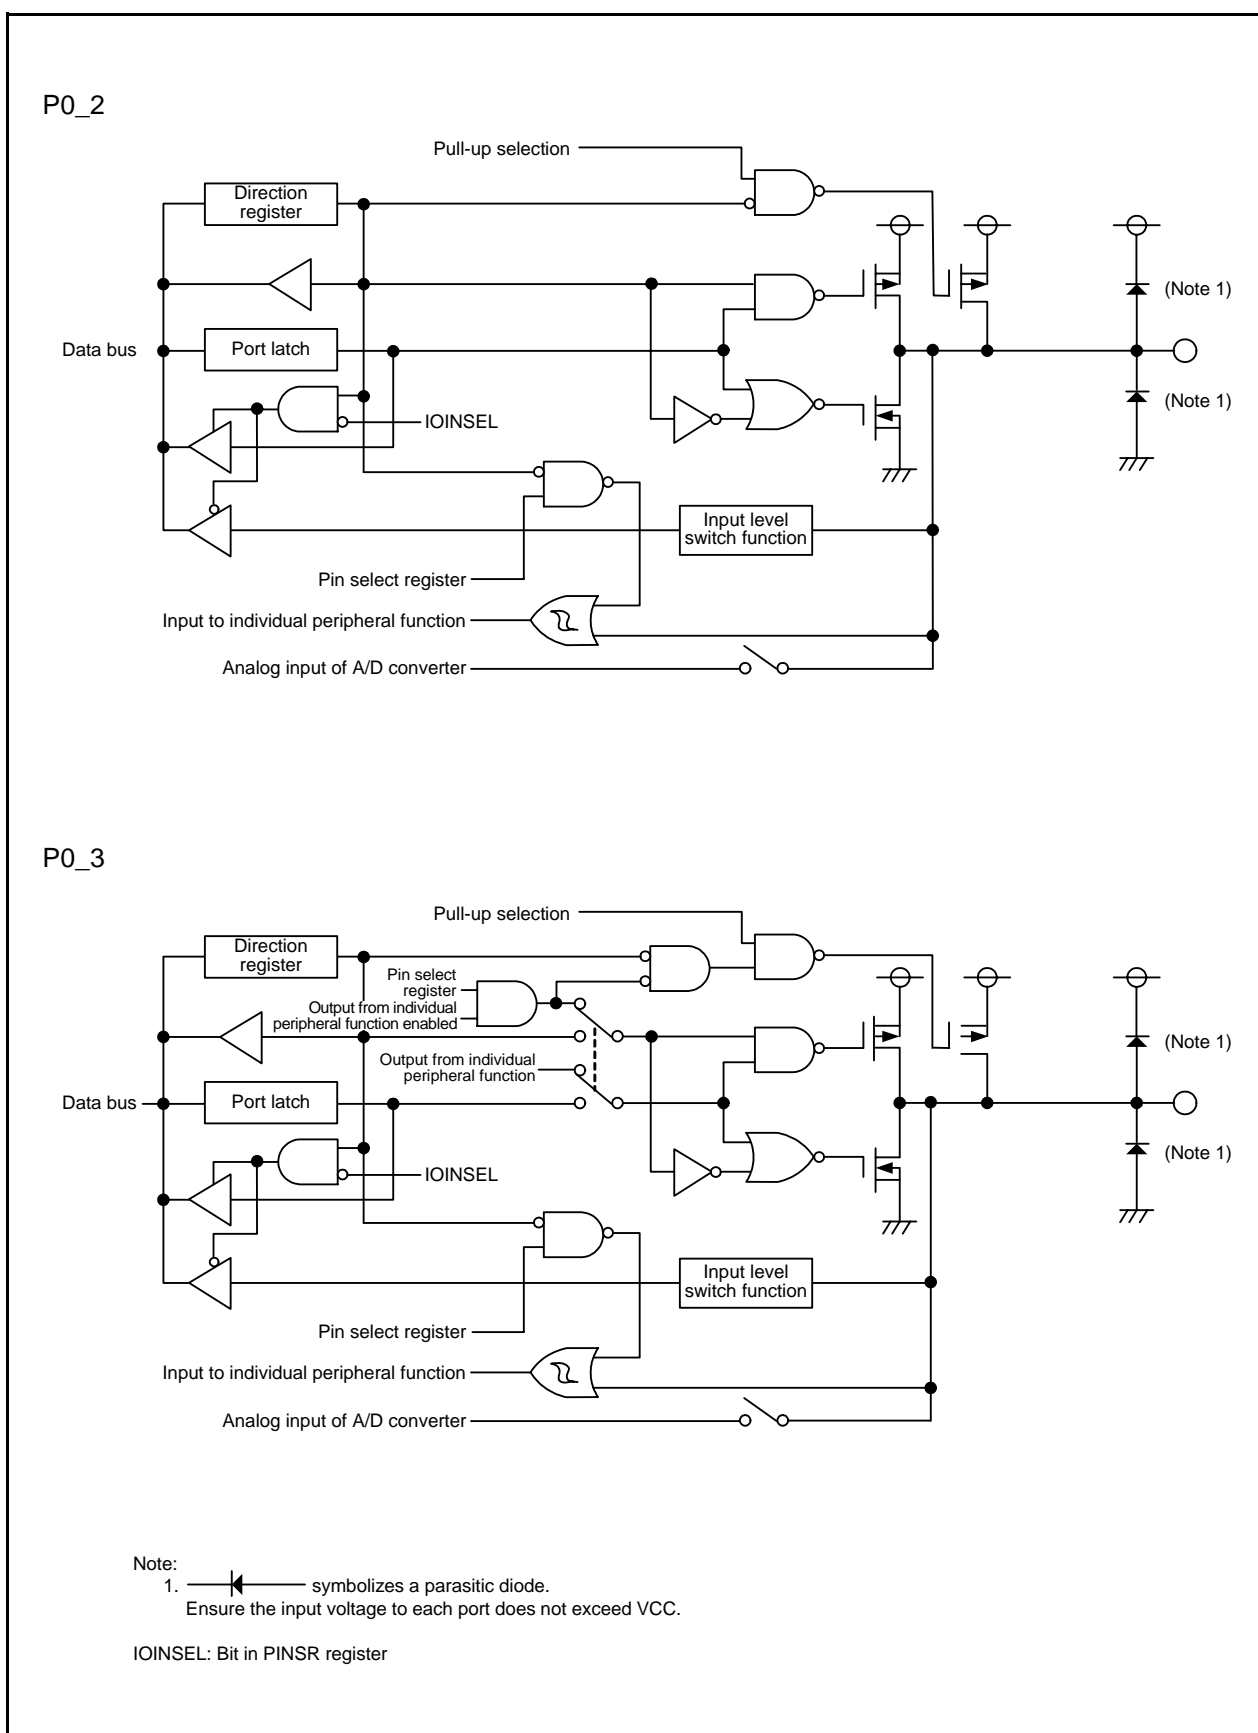 P0_2
Pull-up selection
Direction
register
(Note 1)
Data bus
Port latch
(Note 1)
IOINSEL
Input level
switch function
Pin select register
Input to individual peripheral function
Analog input of A/D converter
P0_3
Pull-up selection
Direction
register
Pin select
register
Output from individual
peripheral function enabled
(Note 1)
Output from individual
peripheral function
Data bus
Port latch
(Note 1)
IOINSEL
Input level
switch function
Pin select register
Input to individual peripheral function
Analog input of A/D converter
Note:
1. symbolizes a parasitic diode.
Ensure the input voltage to each port does not exceed VCC.
IOINSEL: Bit in PINSR register